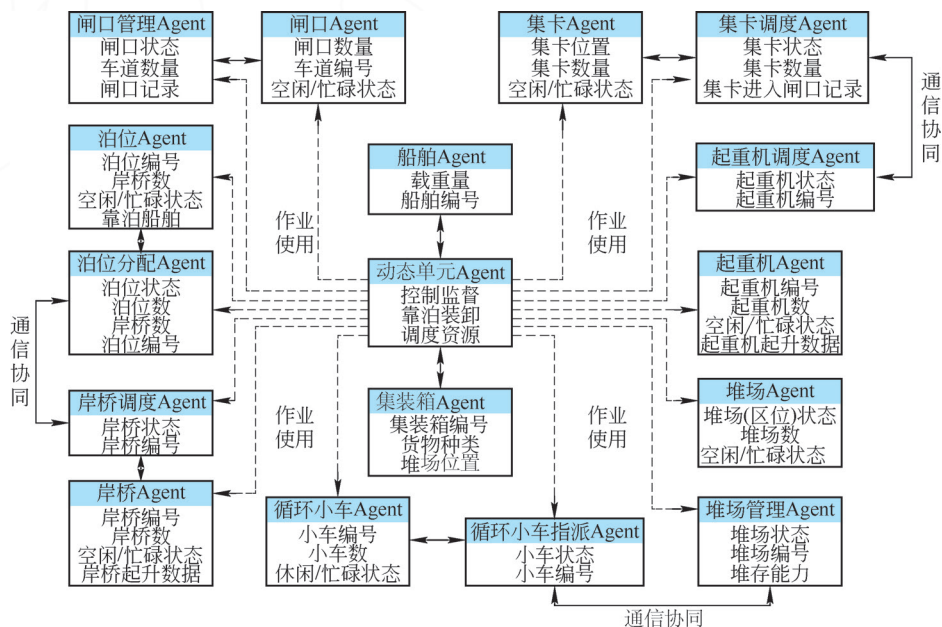 闸口管理Agent
闸口状态
车道数量
闸口记录
闸口Agent
闸口数量
车道编号
空闲/忙碌状态
集卡Agent
集卡位置
集卡数量
空闲/忙碌状态
集卡调度Agent
集卡状态
集卡数量
集卡进入闸口记录
通信协同
泊位Agent
泊位编号
岸桥数
空闲/忙碌状态
靠泊船舶
船舶Agent
载重量
船舶编号
起重机调度Agent
起重机状态
起重机编号
作业
使用
作业
使用
泊位分配Agent
泊位状态
泊位数
岸桥数
泊位编号
动态单元Agent
控制监督
靠泊装卸
调度资源
起重机Agent
起重机编号
起重机数
空闲/忙碌状态
起重机起升数据
通信协同
岸桥调度Agent
岸桥状态
岸桥编号
作业
使用
集装箱Agent
集装箱编号
货物种类
堆场位置
作业
使用
堆场Agent
堆场(区位)状态
堆场数
空闲/忙碌状态
岸桥Agent
岸桥编号
岸桥数
空闲/忙碌状态
岸桥起升数据
循环小车Agent
小车编号
小车数
休闲/忙碌状态
循环小车指派Agent
小车状态
小车编号
堆场管理Agent
堆场状态
堆场编号
堆存能力
通信协同